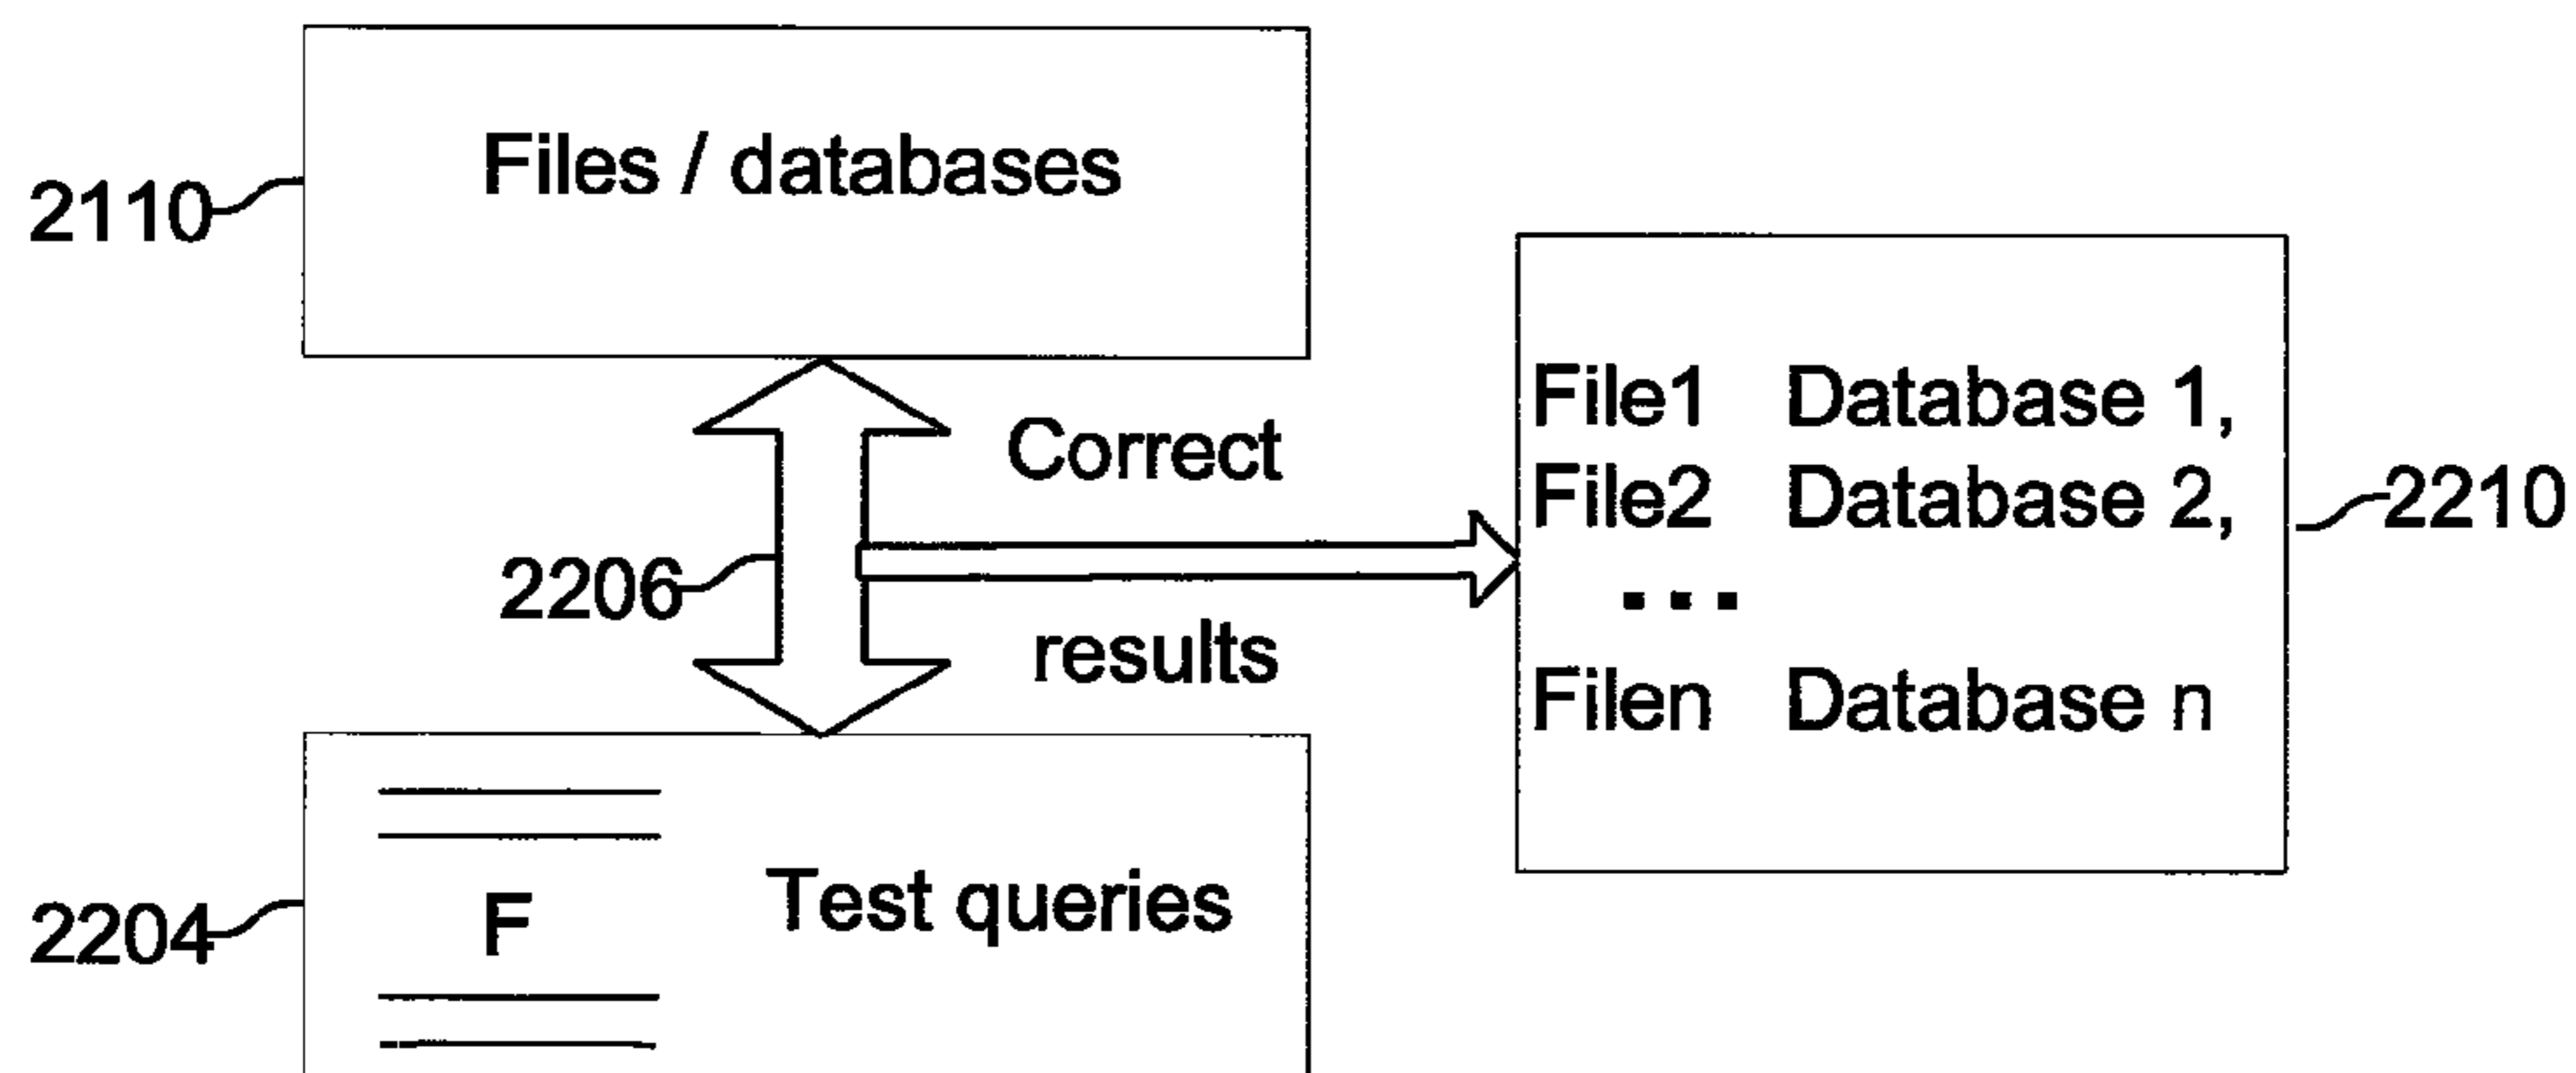 Files / databases
2110
File1 Database 1,
Correct
File2 Database 2,
2210
2206
...
results
Filen Database n
Test queries
F
2204